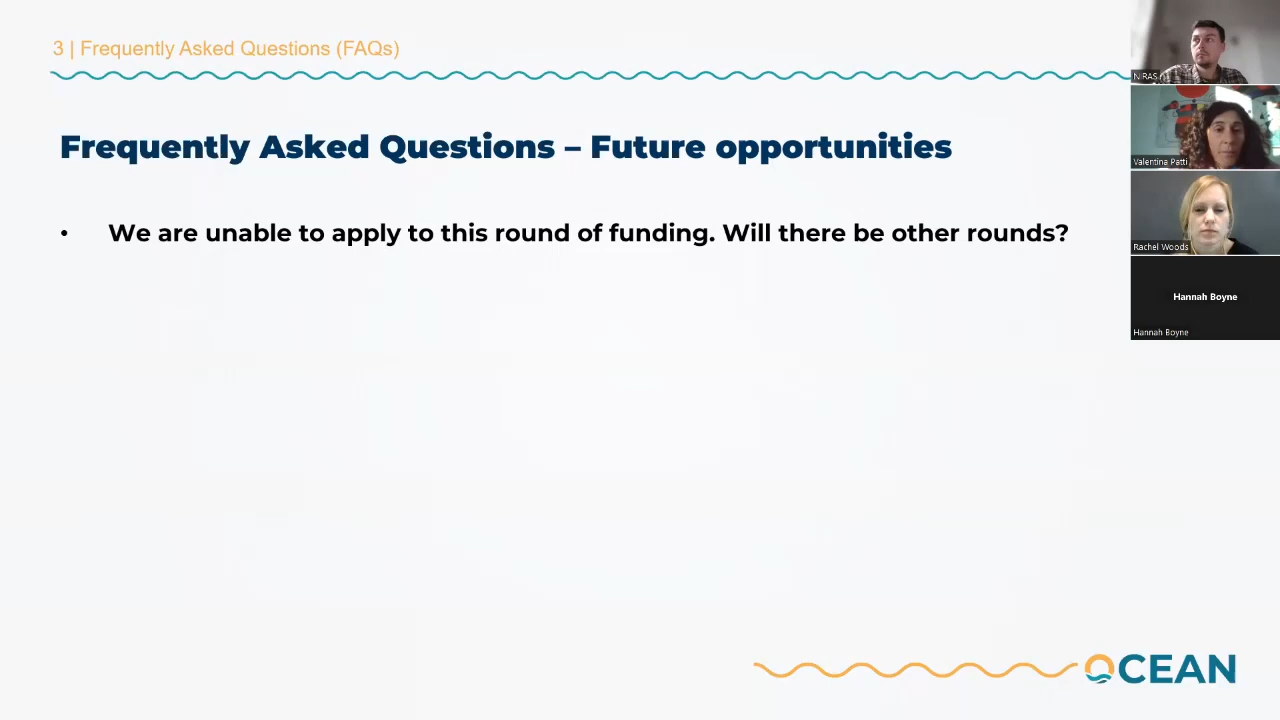 3 | Frequently Asked Questions (FAQs)
Frequently Asked Questions – Future opportunities
• We are unable to apply to this round of funding. Will there be other rounds?
NIRAS
Valentina Patti
Rachel Woods
Hannah Boyne
Hannah Boyne
OCEAN